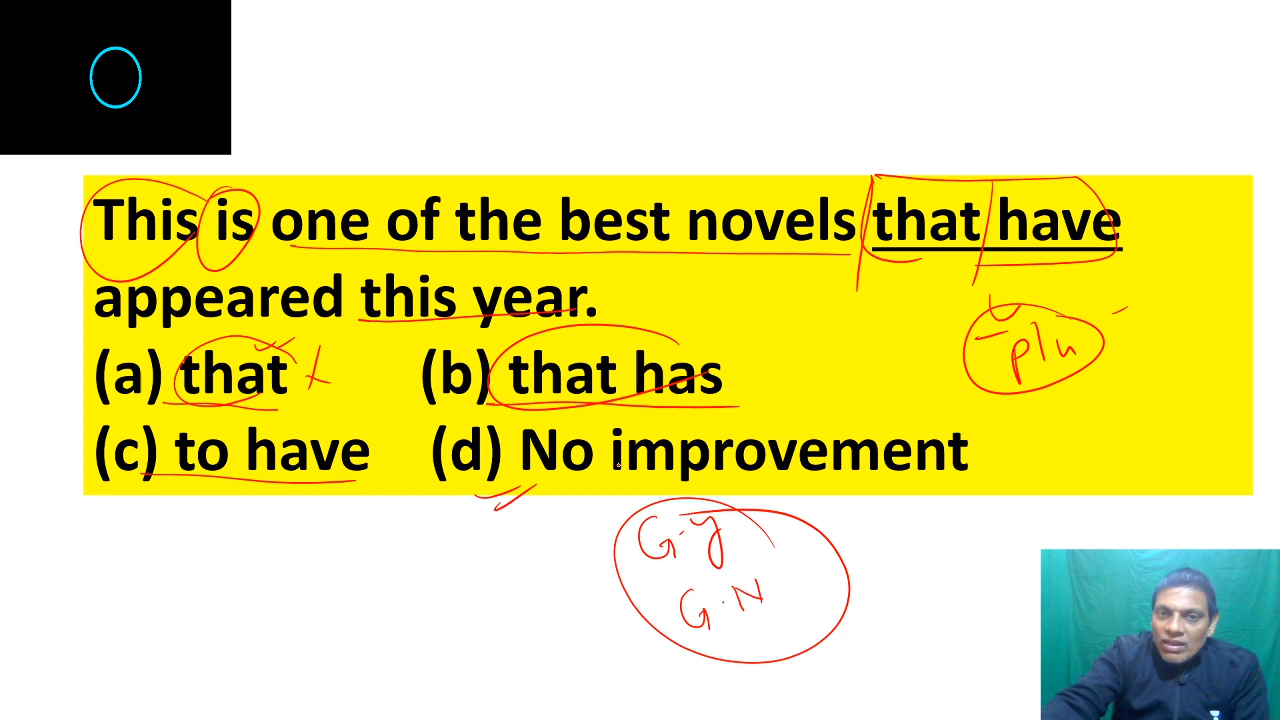 This is one of the best novels that have
appeared this year.
(a) that (b) that has
(c) to have (d) No improvement
plu
G.y
G.N